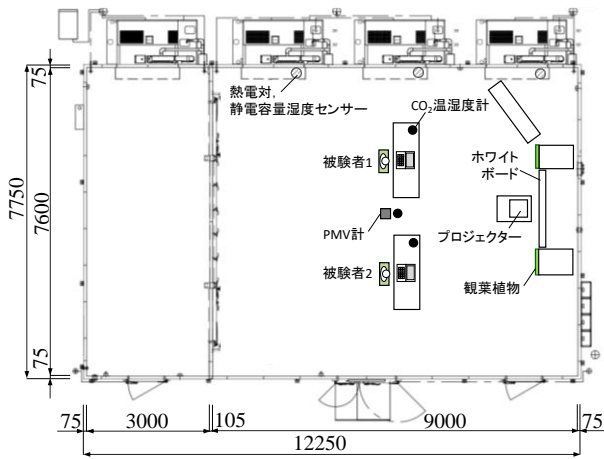 熱電対，
静電容量湿度センサー
CO₂温湿度計
被験者1
ホワイト
ボード
PMV計
プロジェクター
被験者2
観葉植物
75
7750
7600
75
75
3000
105
9000
75
12250